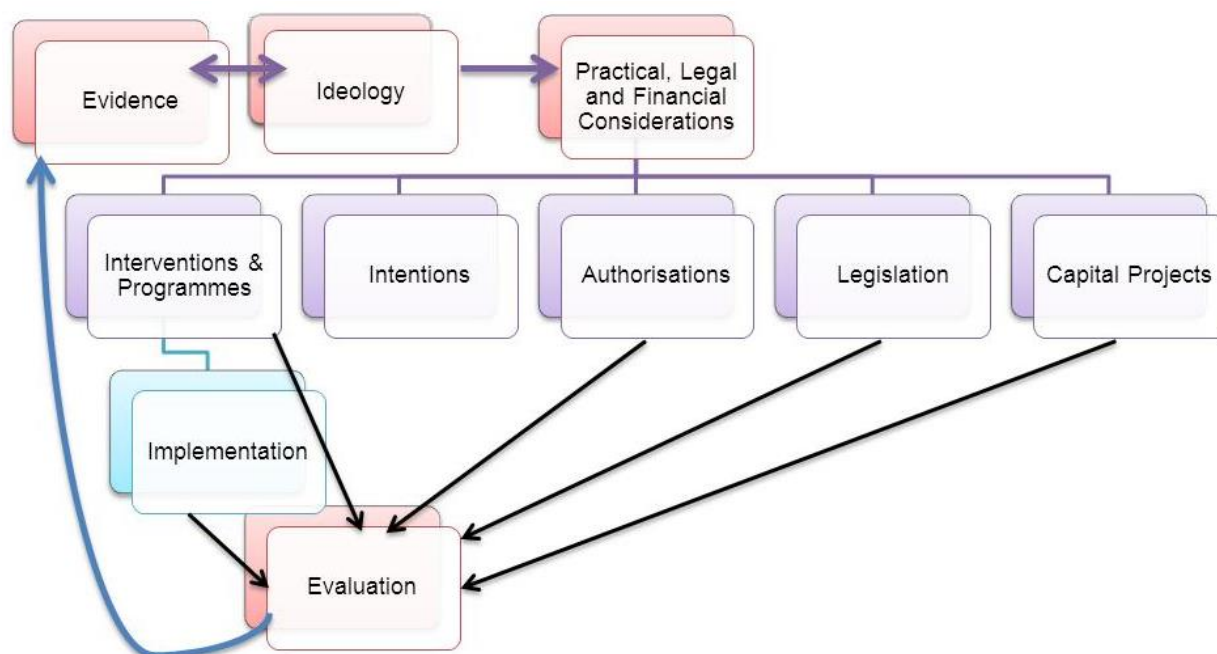 Evidence
Ideology
Practical, Legal
and Financial
Considerations
Interventions &
Programmes
Intentions
Authorisations
Legislation
Capital Projects
Implementation
Evaluation